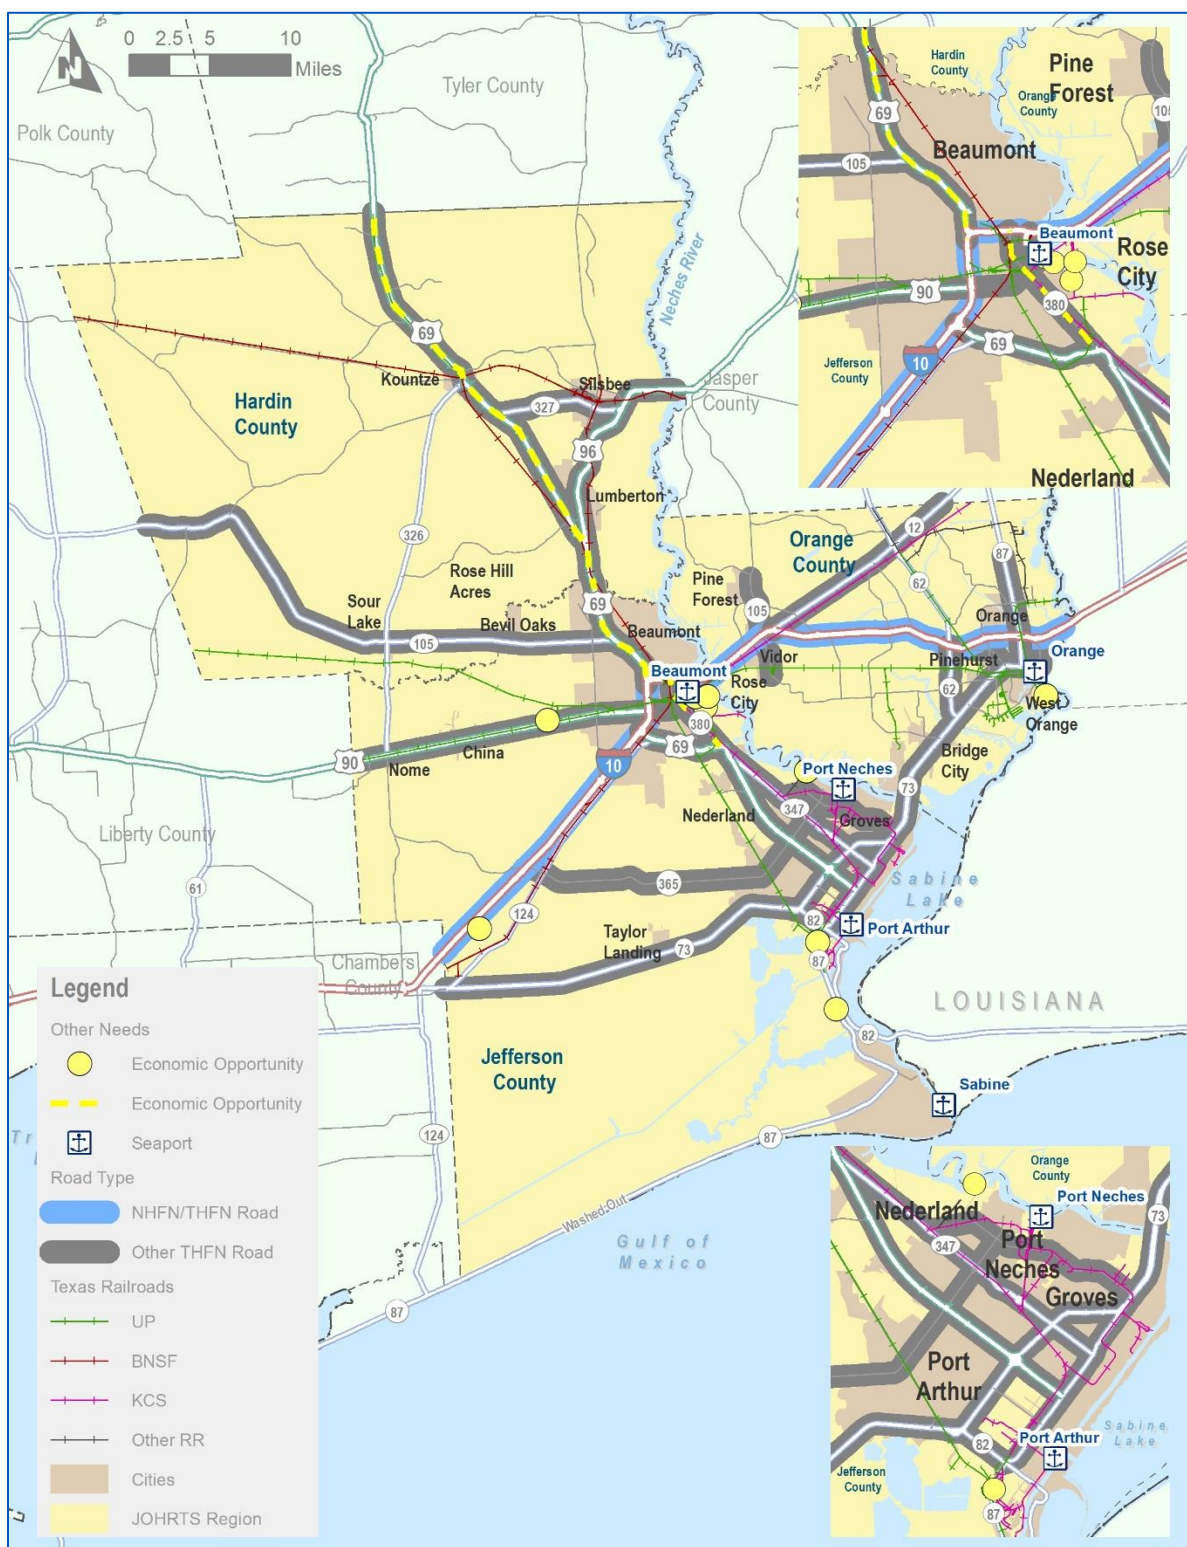 0 2.5 5 10
Miles
N
Polk County
Tyler County
Neches River
Jasper
County
69
Kountze
Silsbee
327
Hardin
County
96
Lumberton
326
Rose Hill
Acres
Sour
Lake
Bevil Oaks
105
69
Beaumont
Pine
Forest
105
Orange
County
12
62
87
Orange
Orange
Pinehurst
62
West
Orange
Vidor
Beaumont
Rose
City
380
69
10
90
Nome
China
Bridge
City
73
Port Neches
347
Groves
Nederland
Liberty County
61
365
124
Sabine
Lake
82
Port Arthur
Taylor
Landing
73
87
Chambers
County
LOUISIANA
82
Jefferson
County
Sabine
124
87
Washed Out
Gulf of
Mexico
87
Tr
Legend
Other Needs
Economic Opportunity
Economic Opportunity
Seaport
Road Type
NHFN/THFN Road
Other THFN Road
Texas Railroads
UP
BNSF
KCS
Other RR
Cities
JOHRTS Region
Hardin
County
Pine
Forest
Orange
County
105
69
Beaumont
105
Beaumont
Rose
City
90
380
69
Jefferson
County
10
Nederland
Orange
County
Port Neches
Nederland
73
347
Port
Neches
Groves
Port
Arthur
Sabine
Lake
Port Arthur
82
Jefferson
County
87